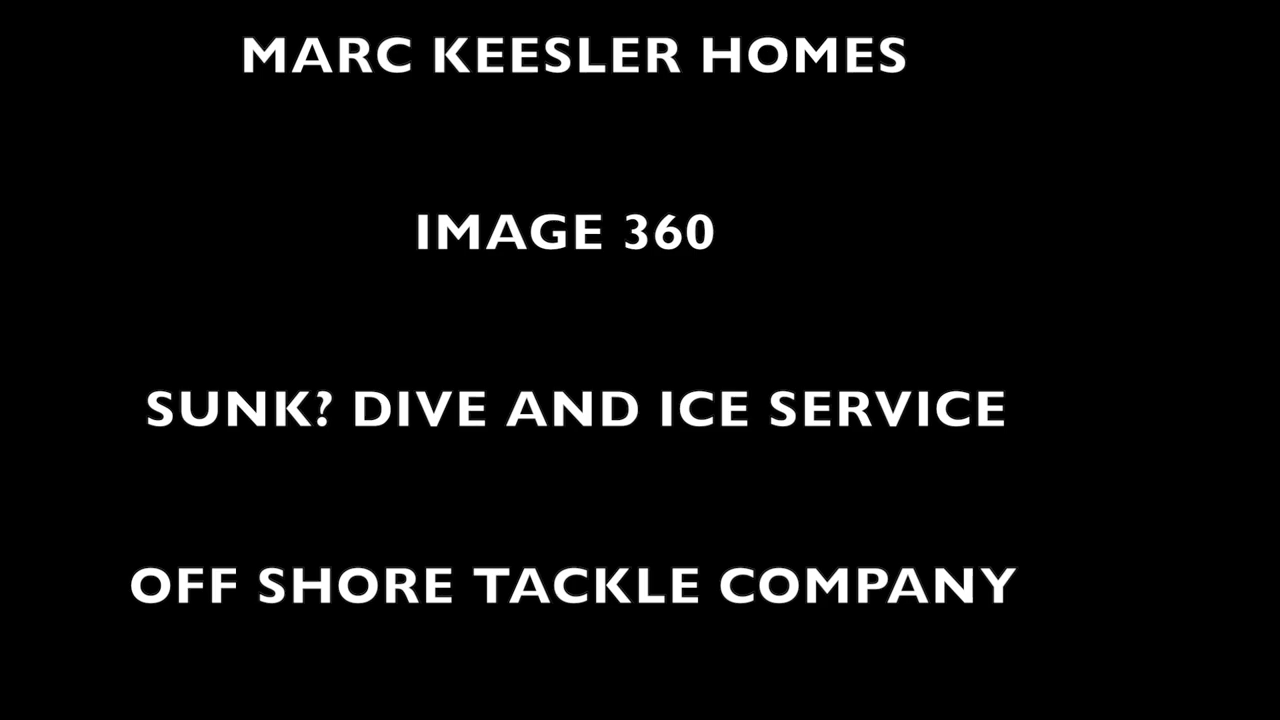 MARC KEESLER HOMES
IMAGE 360
SUNK? DIVE AND ICE SERVICE
OFF SHORE TACKLE COMPANY